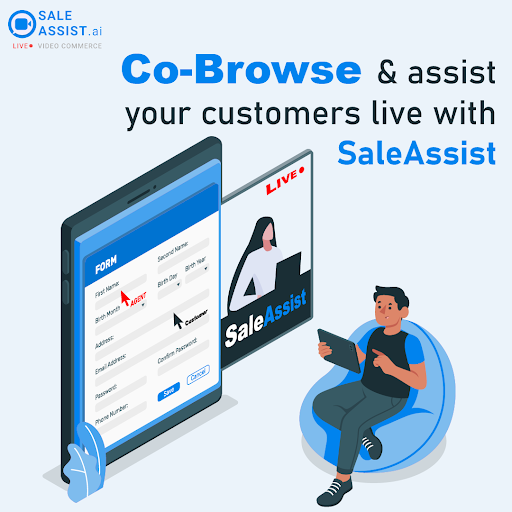 SALE
ASSIST.ai
LIVE VIDEO COMMERCE
Co-Browse & assist
your customers live with
SaleAssist
LIVE
FORM
First Name:
Second Name:
AGENT
Birth Month
Birth Day
Birth Year
Customer
Address:
Email Address:
Confirm Password:
Password:
Save
Cancel
Phone Number:
SaleAssist